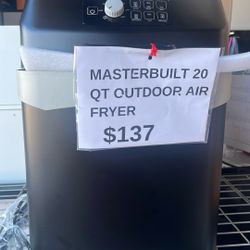 MASTERBUILT 20
QT OUTDOOR AIR
FRYER
$137